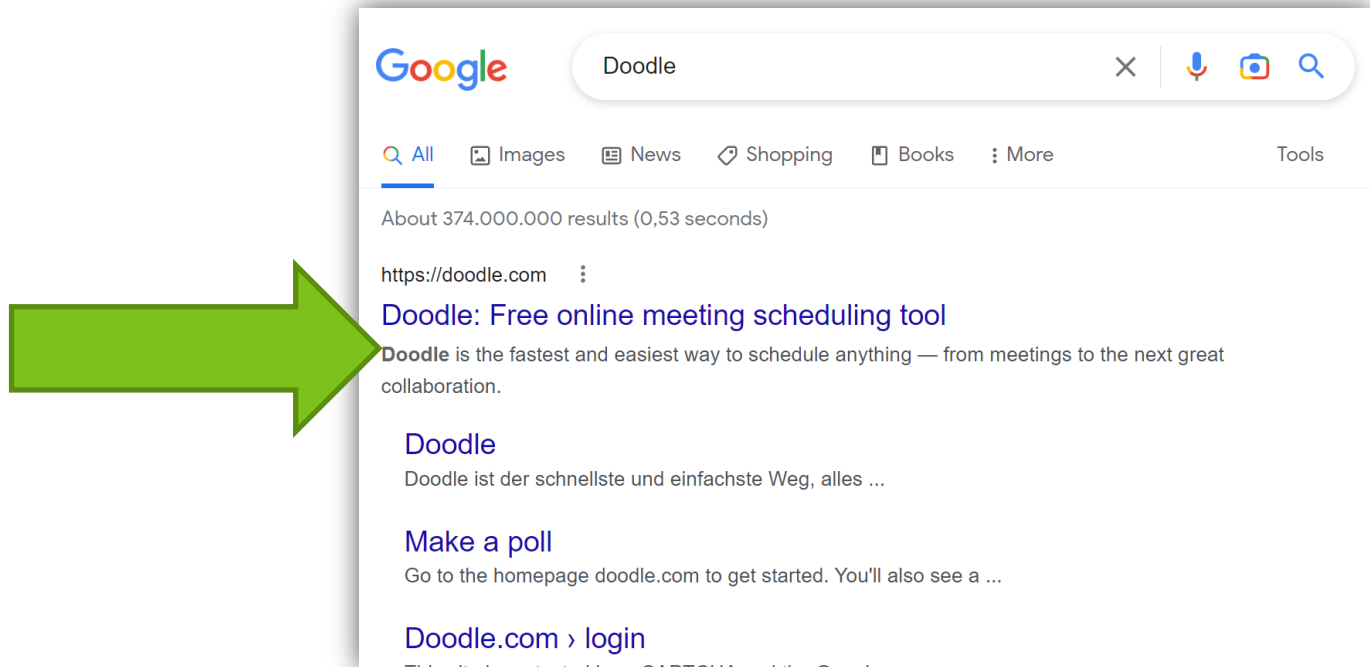 Google
Doodle
All Images News Shopping Books More Tools
About 374.000.000 results (0,53 seconds)
https://doodle.com
Doodle: Free online meeting scheduling tool
Doodle is the fastest and easiest way to schedule anything — from meetings to the next great
collaboration.
Doodle
Doodle ist der schnellste und einfachste Weg, alles ...
Make a poll
Go to the homepage doodle.com to get started. You'll also see a ...
Doodle.com › login